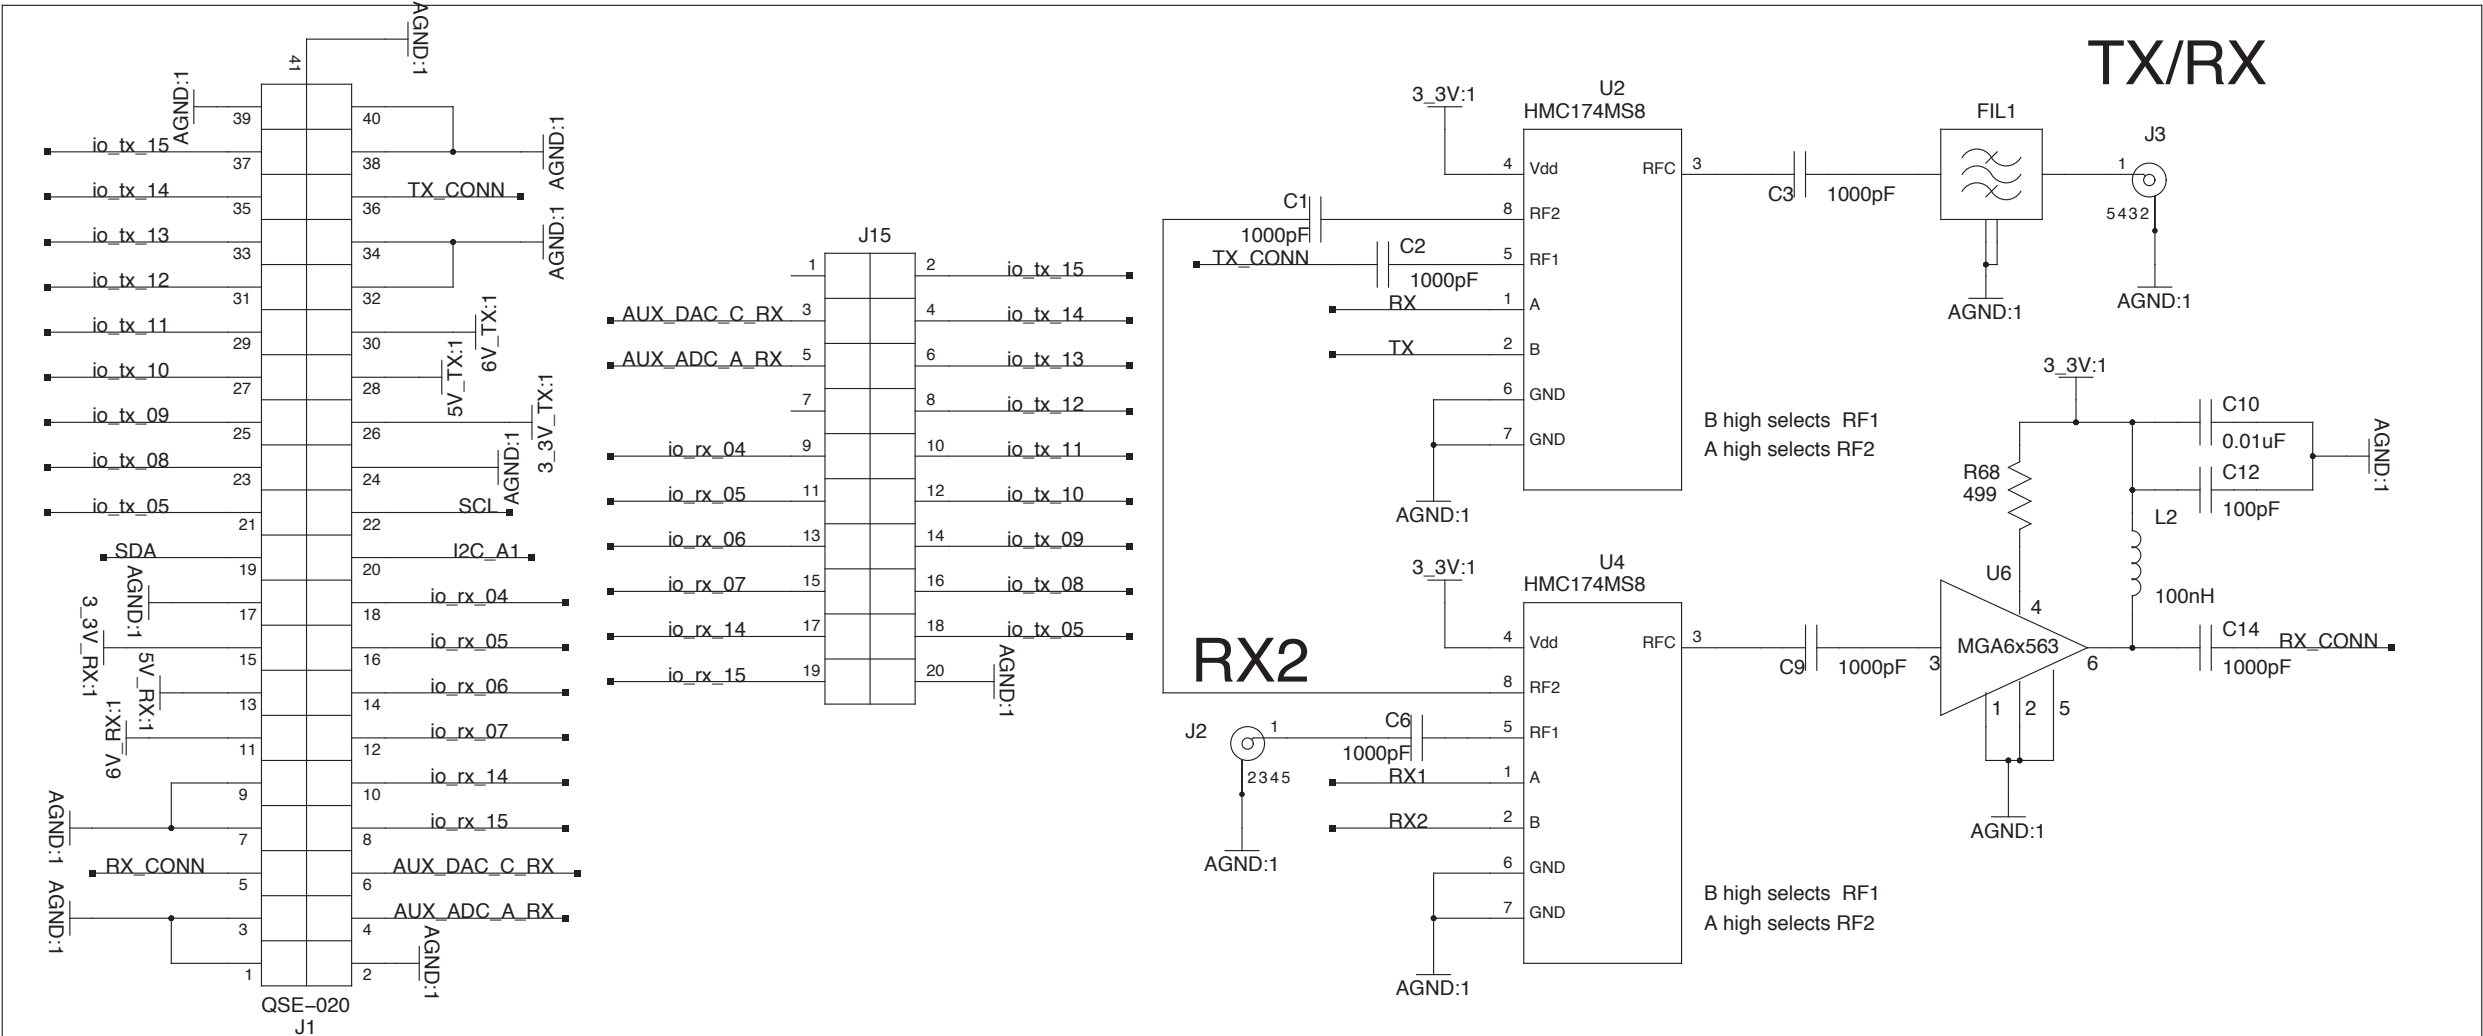 TX/RX
41
AGND:1
AGND:1
39
40
io_tx_15
37
38
AGND:1
io_tx_14
35
36
TX_CONN
io_tx_13
33
34
AGND:1
io_tx_12
31
32
io_tx_11
29
30
6V_TX:1
io_tx_10
27
28
5V_TX:1
io_tx_09
25
26
3_3V_TX:1
io_tx_08
23
24
AGND:1
io_tx_05
21
22
SCL
SDA
19
20
I2C_A1
AGND:1
17
18
io_rx_04
3_3V_RX:1
15
16
io_rx_05
5V_RX:1
13
14
io_rx_06
6V_RX:1
11
12
io_rx_07
9
10
io_rx_14
AGND:1
7
8
io_rx_15
RX_CONN
5
6
AUX_DAC_C_RX
AGND:1
3
4
AUX_ADC_A_RX
1
2
AGND:1
QSE–020
J1
J15
1
2
io_tx_15
AUX_DAC_C_RX
3
4
io_tx_14
AUX_ADC_A_RX
5
6
io_tx_13
7
8
io_tx_12
io_rx_04
9
10
io_tx_11
io_rx_05
11
12
io_tx_10
io_rx_06
13
14
io_tx_09
io_rx_07
15
16
io_tx_08
io_rx_14
17
18
io_tx_05
io_rx_15
19
20
AGND:1
U2
HMC174MS8
3_3V:1
4
Vdd
RFC
3
C1
1000pF
8
RF2
TX_CONN
C2
1000pF
5
RF1
RX
1
A
TX
2
B
6
GND
7
GND
AGND:1
B high selects  RF1
A high selects RF2
C3
1000pF
FIL1
AGND:1
J3
1
5432
AGND:1
U4
HMC174MS8
3_3V:1
4
Vdd
RFC
3
RX2
8
RF2
J2
1
2345
AGND:1
C6
1000pF
5
RF1
RX1
1
A
RX2
2
B
6
GND
7
GND
AGND:1
B high selects  RF1
A high selects RF2
C9
1000pF
3_3V:1
R68
499
C10
0.01uF
C12
100pF
AGND:1
L2
100nH
U6
MGA6x563
4
3
6
1
2
5
AGND:1
C14
1000pF
RX_CONN